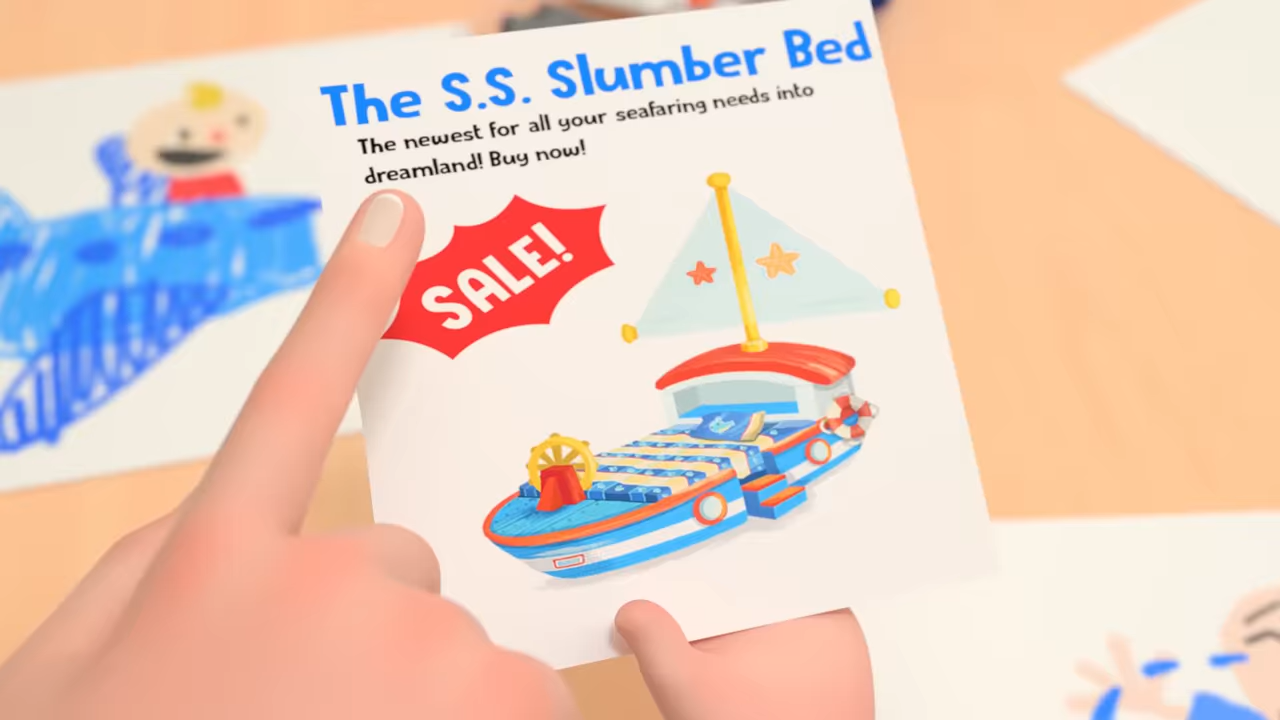 The S.S. Slumber Bed
The newest for all your seafaring needs into
dreamland! Buy now!
SALE!